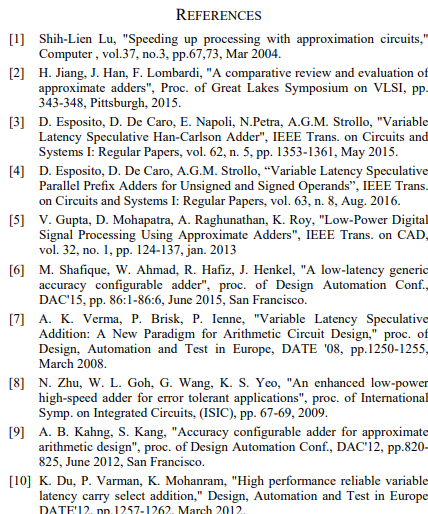 REFERENCES
[1] Shih-Lien Lu, "Speeding up processing with approximation circuits,"
Computer , vol.37, no.3, pp.67,73, Mar 2004.
[2] H. Jiang, J. Han, F. Lombardi, "A comparative review and evaluation of
approximate adders", Proc. of Great Lakes Symposium on VLSI, pp.
343-348, Pittsburgh, 2015.
[3] D. Esposito, D. De Caro, E. Napoli, N.Petra, A.G.M. Strollo, "Variable
Latency Speculative Han-Carlson Adder", IEEE Trans. on Circuits and
Systems I: Regular Papers, vol. 62, n. 5, pp. 1353-1361, May 2015.
[4] D. Esposito, D. De Caro, A.G.M. Strollo, “Variable Latency Speculative
Parallel Prefix Adders for Unsigned and Signed Operands”, IEEE Trans.
on Circuits and Systems I: Regular Papers, vol. 63, n. 8, Aug. 2016.
[5] V. Gupta, D. Mohapatra, A. Raghunathan, K. Roy, "Low-Power Digital
Signal Processing Using Approximate Adders", IEEE Trans. on CAD,
vol. 32, no. 1, pp. 124-137, jan. 2013
[6] M. Shafique, W. Ahmad, R. Hafiz, J. Henkel, "A low-latency generic
accuracy configurable adder", proc. of Design Automation Conf.,
DAC'15, pp. 86:1-86:6, June 2015, San Francisco.
[7] A. K. Verma, P. Brisk, P. Ienne, "Variable Latency Speculative
Addition: A New Paradigm for Arithmetic Circuit Design," proc. of
Design, Automation and Test in Europe, DATE '08, pp.1250-1255,
March 2008.
[8] N. Zhu, W. L. Goh, G. Wang, K. S. Yeo, "An enhanced low-power
high-speed adder for error tolerant applications", proc. of International
Symp. on Integrated Circuits, (ISIC), pp. 67-69, 2009.
[9] A. B. Kahng, S. Kang, "Accuracy configurable adder for approximate
arithmetic design", proc. of Design Automation Conf., DAC'12, pp.820-
825, June 2012, San Francisco.
[10] K. Du, P. Varman, K. Mohanram, "High performance reliable variable
latency carry select addition," Design, Automation and Test in Europe
DATE'12, pp.1257-1262, March 2012.